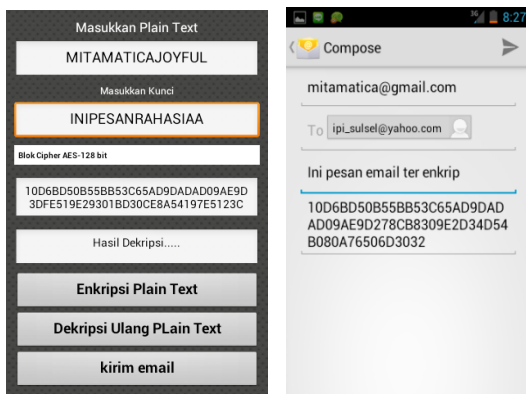 Masukkan Plain Text
MITAMATICAJOYFUL
Masukkan Kunci
INIPESANRAHASIAA
Blok Cipher AES-128 bit
10D6BD50B55BB53C65AD9DADAD09AE9D
3DFE519E29301BD30CE8A54197E5123C
Hasil Dekripsi.....
Enkripsi Plain Text
Dekripsi Ulang PLain Text
kirim email
3G 8:27
Compose
mitamatica@gmail.com
To ipi_sulsel@yahoo.com
Ini pesan email ter enkrip
10D6BD50B55BB53C65AD9DAD
AD09AE9D278CB8309E2D34D54
B080A76506D3032